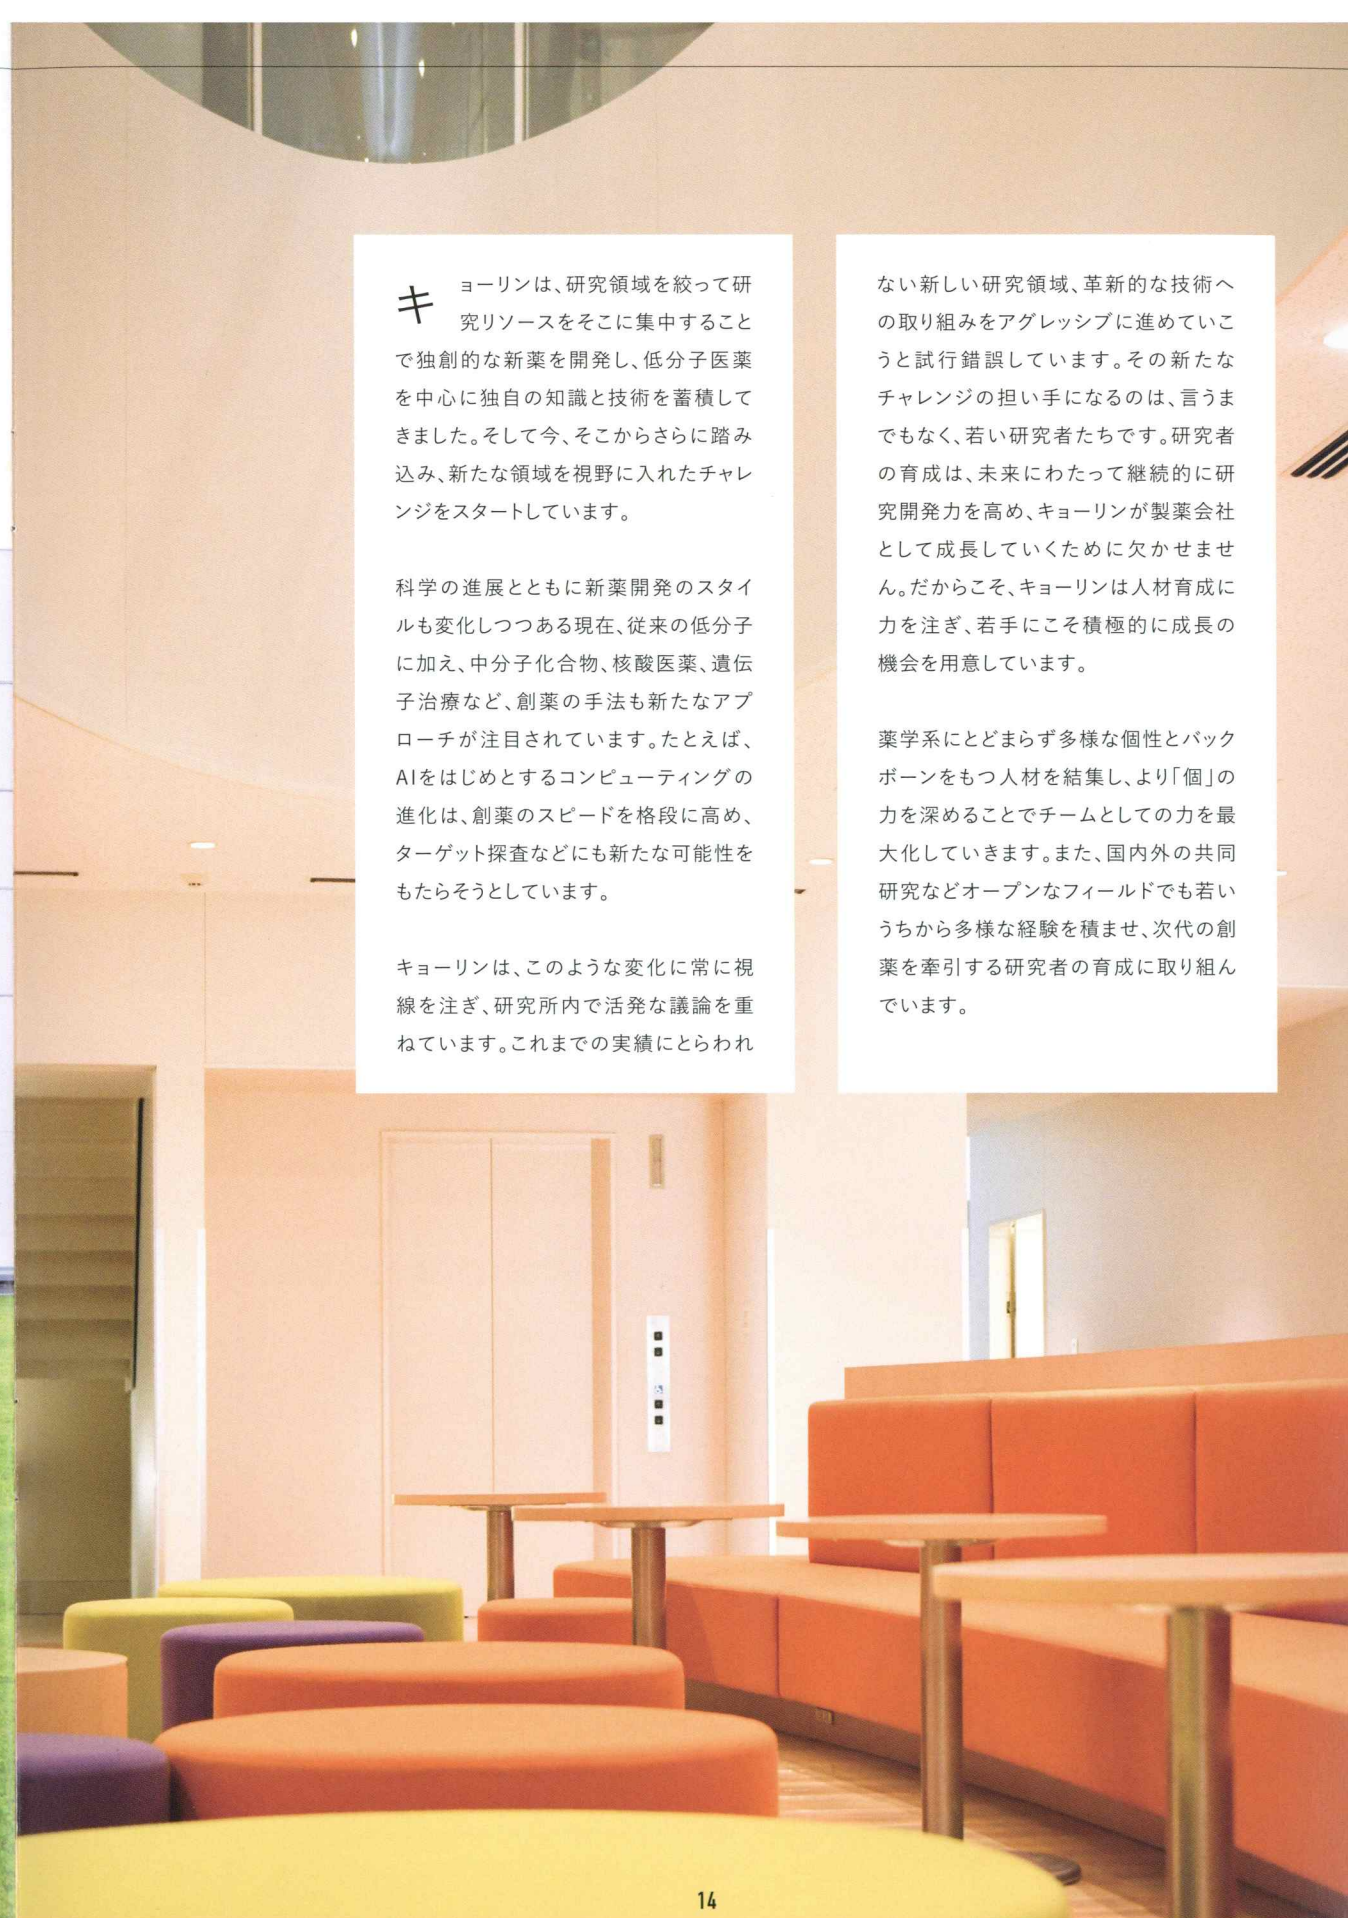 キョーリンは、研究領域を絞って研
究リソースをそこに集中すること
で独創的な新薬を開発し、低分子医薬
を中心に独自の知識と技術を蓄積して
きました。そして今、そこからさらに踏み
込み、新たな領域を視野に入れたチャレ
ンジをスタートしています。
科学の進展とともに新薬開発のスタイ
ルも変化しつつある現在、従来の低分子
に加え、中分子化合物、核酸医薬、遺伝
子治療など、創薬の手法も新たなアプ
ローチが注目されています。たとえば、
AIをはじめとするコンピューティングの
進化は、創薬のスピードを格段に高め、
ターゲット探査などにも新たな可能性を
もたらそうとしています。
キョーリンは、このような変化に常に視
線を注ぎ、研究所内で活発な議論を重
ねています。これまでの実績にとらわれ
ない新しい研究領域、革新的な技術へ
の取り組みをアグレッシブに進めていこ
うと試行錯誤しています。その新たな
チャレンジの担い手になるのは、言うま
でもなく、若い研究者たちです。研究者
の育成は、未来にわたって継続的に研
究開発力を高め、キョーリンが製薬会社
として成長していくために欠かせませ
ん。だからこそ、キョーリンは人材育成に
力を注ぎ、若手にこそ積極的に成長の
機会を用意しています。
薬学系にとどまらず多様な個性とバック
ボーンをもつ人材を結集し、より「個」の
力を深めることでチームとしての力を最
大化していきます。また、国内外の共同
研究などオープンなフィールドでも若い
うちから多様な経験を積ませ、次代の創
薬を牽引する研究者の育成に取り組ん
でいます。
14